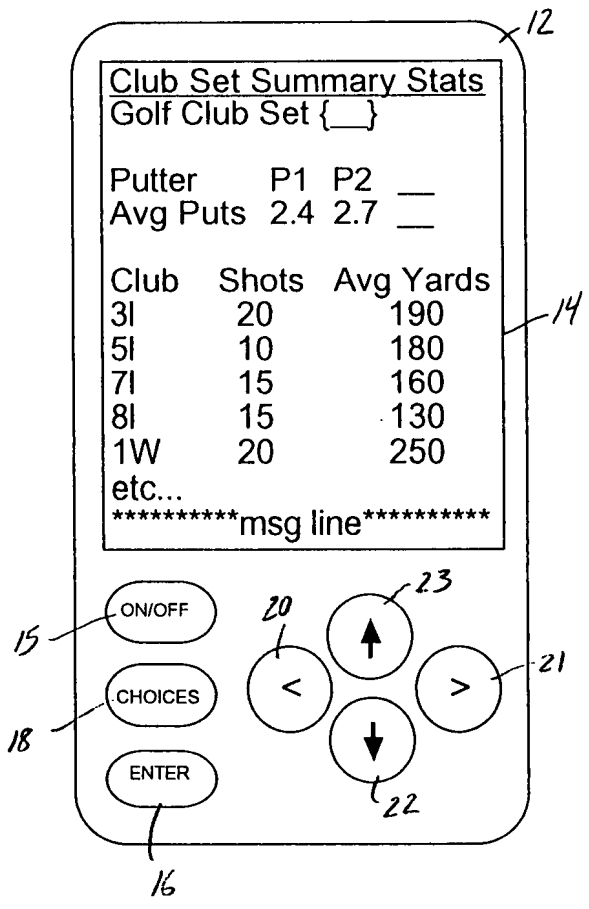 12
Club Set Summary Stats
Golf Club Set {__}
Putter P1 P2 __
Avg Puts 2.4 2.7 __
Club Shots Avg Yards
3I 20 190
5I 10 180
7I 15 160
8I 15 130
1W 20 250
etc...
**********msg line**********
14
ON/OFF
15
CHOICES
18
ENTER
16
20
<
23
↑
21
>
↓
22